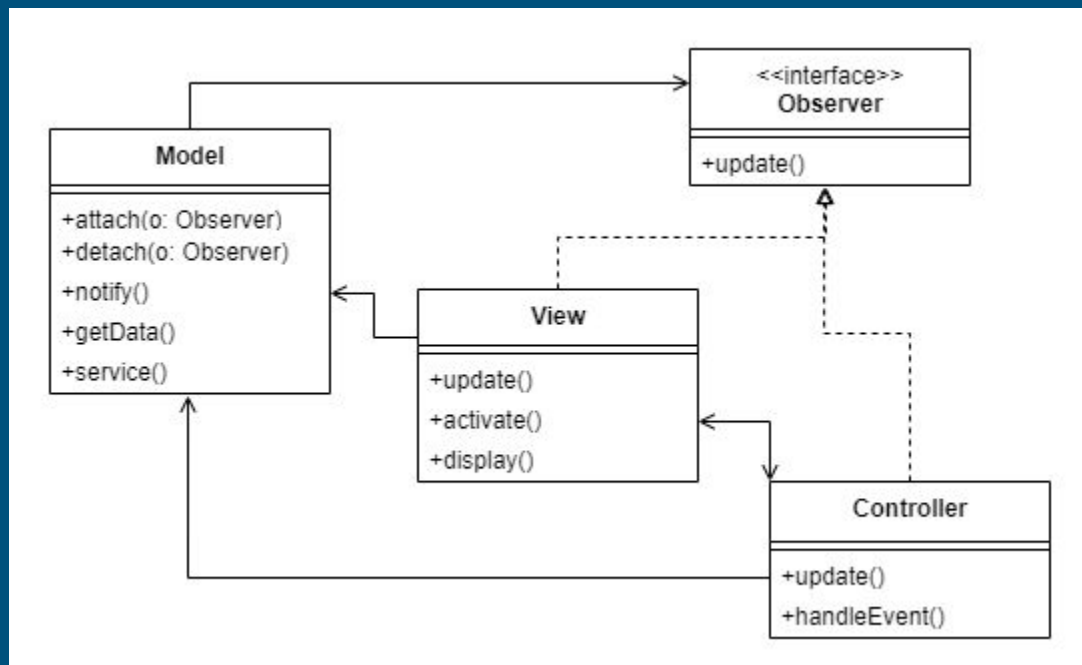 <<interface>>
Observer
+update()
Model
+attach(o: Observer)
+detach(o: Observer)
+notify()
+getData()
+service()
View
+update()
+activate()
+display()
Controller
+update()
+handleEvent()